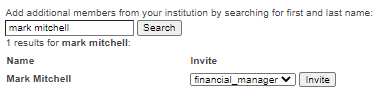 Add additional members from your institution by searching for first and last name:
mark mitchell Search
1 results for mark mitchell:
Name Invite
Mark Mitchell financial_manager Invite